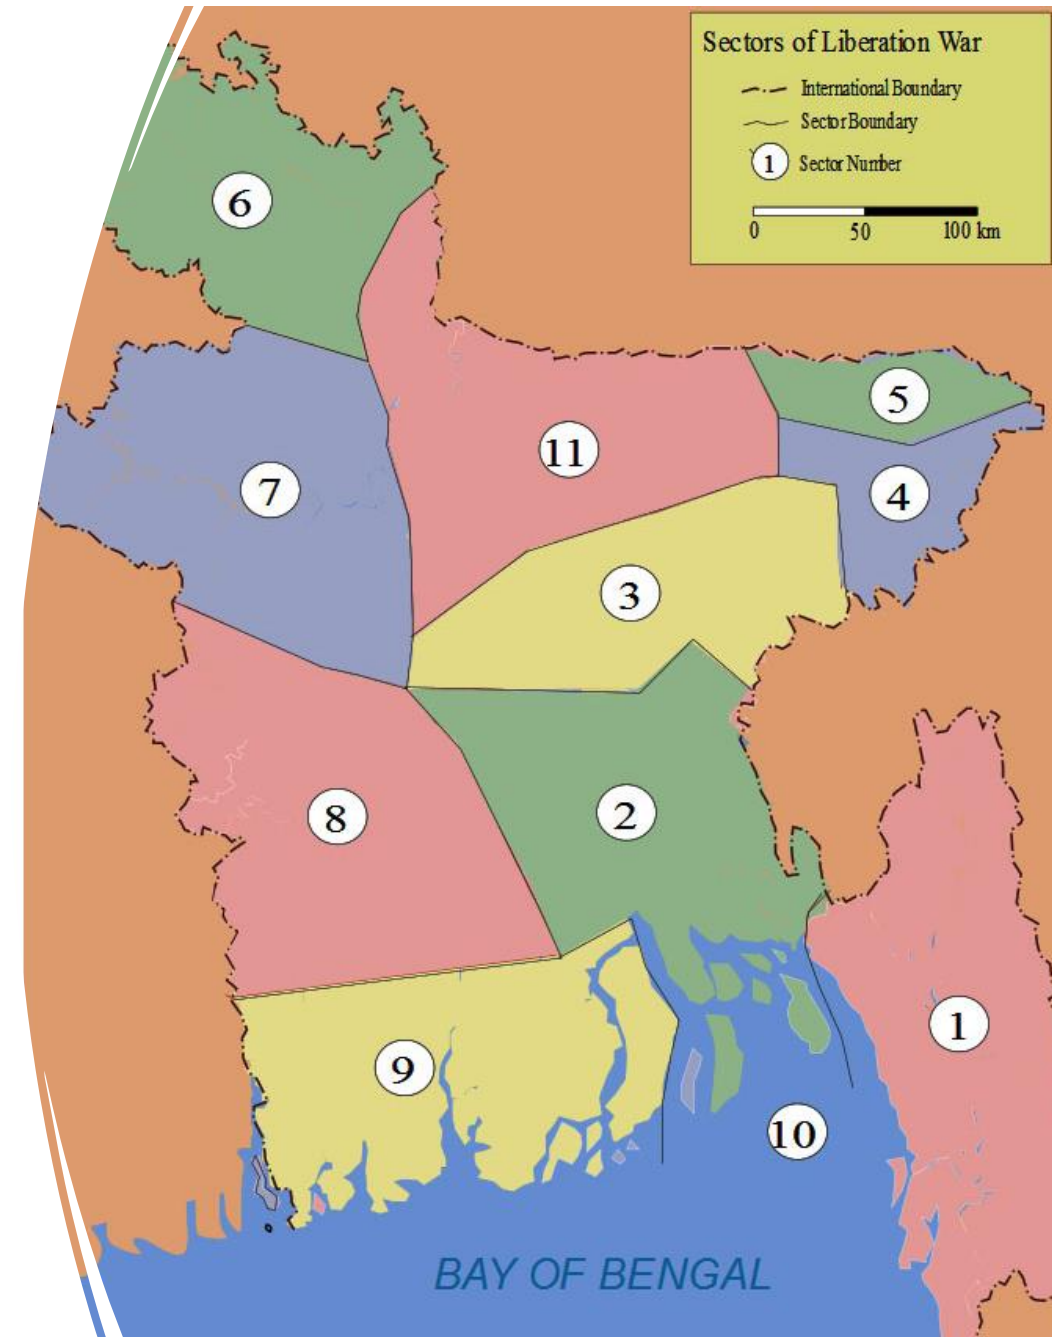 Sectors of Liberation War
International Boundary
Sector Boundary
1 Sector Number
0 50 100 km
6
5
11
7
4
3
2
8
1
9
10
BAY OF BENGAL